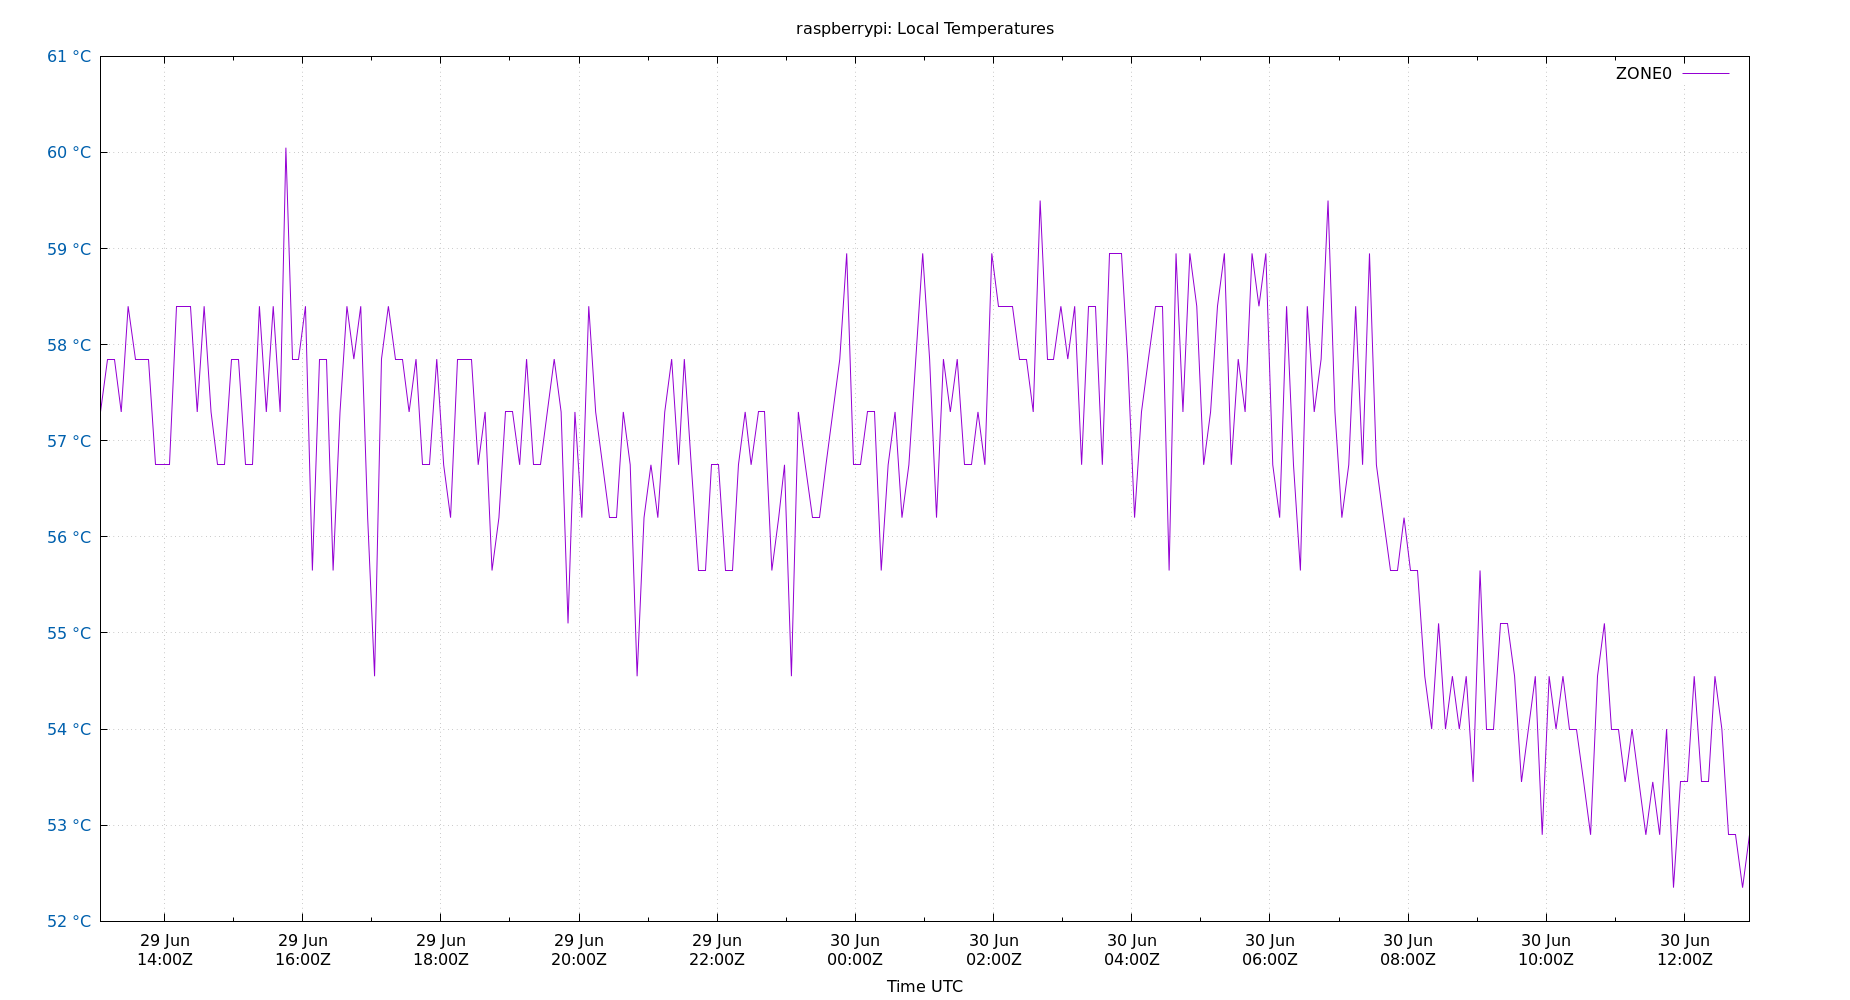 raspberrypi: Local Temperatures
61 °C
ZONE0
60 °C
59 °C
58 °C
57 °C
56 °C
55 °C
54 °C
53 °C
52 °C
29 Jun 29 Jun 29 Jun 29 Jun 29 Jun 30 Jun 30 Jun 30 Jun 30 Jun 30 Jun 30 Jun 30 Jun
14:00Z 16:00Z 18:00Z 20:00Z 22:00Z 00:00Z 02:00Z 04:00Z 06:00Z 08:00Z 10:00Z 12:00Z
Time UTC